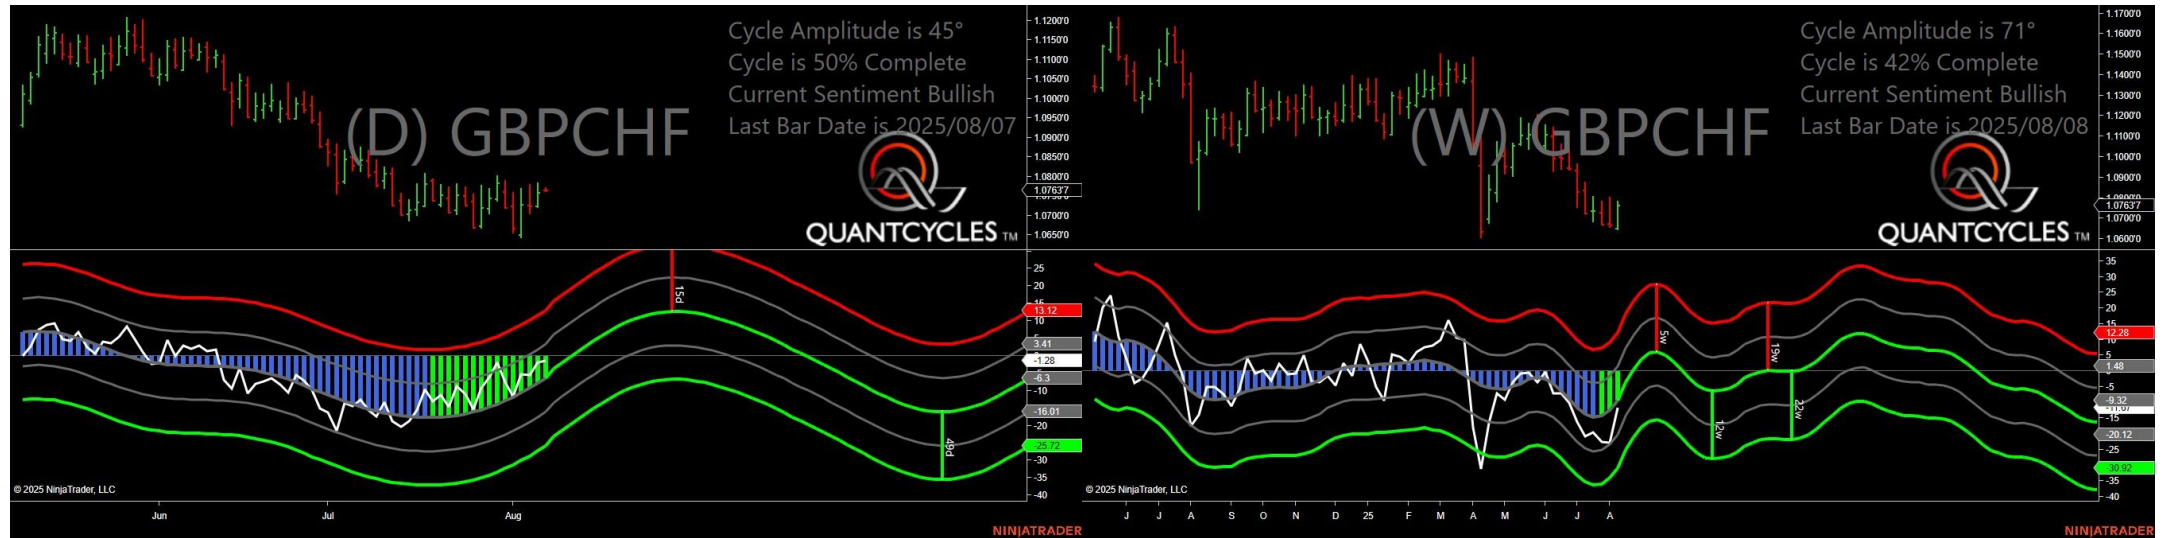 Cycle Amplitude is 45°
Cycle is 50% Complete
Current Sentiment Bullish
Last Bar Date is 2025/08/07
(D) GBPCHF
QUANTCYCLES TM
1.1200'0
1.1150'0
1.1050'0
1.1000'0
1.0950'0
1.0900'0
1.0850'0
1.0800'0
1.0763'7
1.0700'0
1.0650'0
15d
49d
25
20
15
13.12
10
3.41
-1.28
-6.3
-10
-16.01
-20
-25.72
-30
-35
-40
© 2025 NinjaTrader, LLC
Jun
Jul
Aug
NINJATRADER
Cycle Amplitude is 71°
Cycle is 42% Complete
Current Sentiment Bullish
Last Bar Date is 2025/08/08
(W) GBPCHF
QUANTCYCLES TM
1.1700'0
1.1600'0
1.1500'0
1.1400'0
1.1300'0
1.1200'0
1.1100'0
1.1000'0
1.0900'0
1.0763'7
1.0700'0
1.0600'0
5w
19w
12w
22w
35
30
25
20
15
12.28
5
1.48
-5
-9.32
-15
-20.12
-25
-30.92
-35
-40
© 2025 NinjaTrader, LLC
J
J
A
S
O
N
D
25
F
M
A
M
J
J
A
NINJATRADER